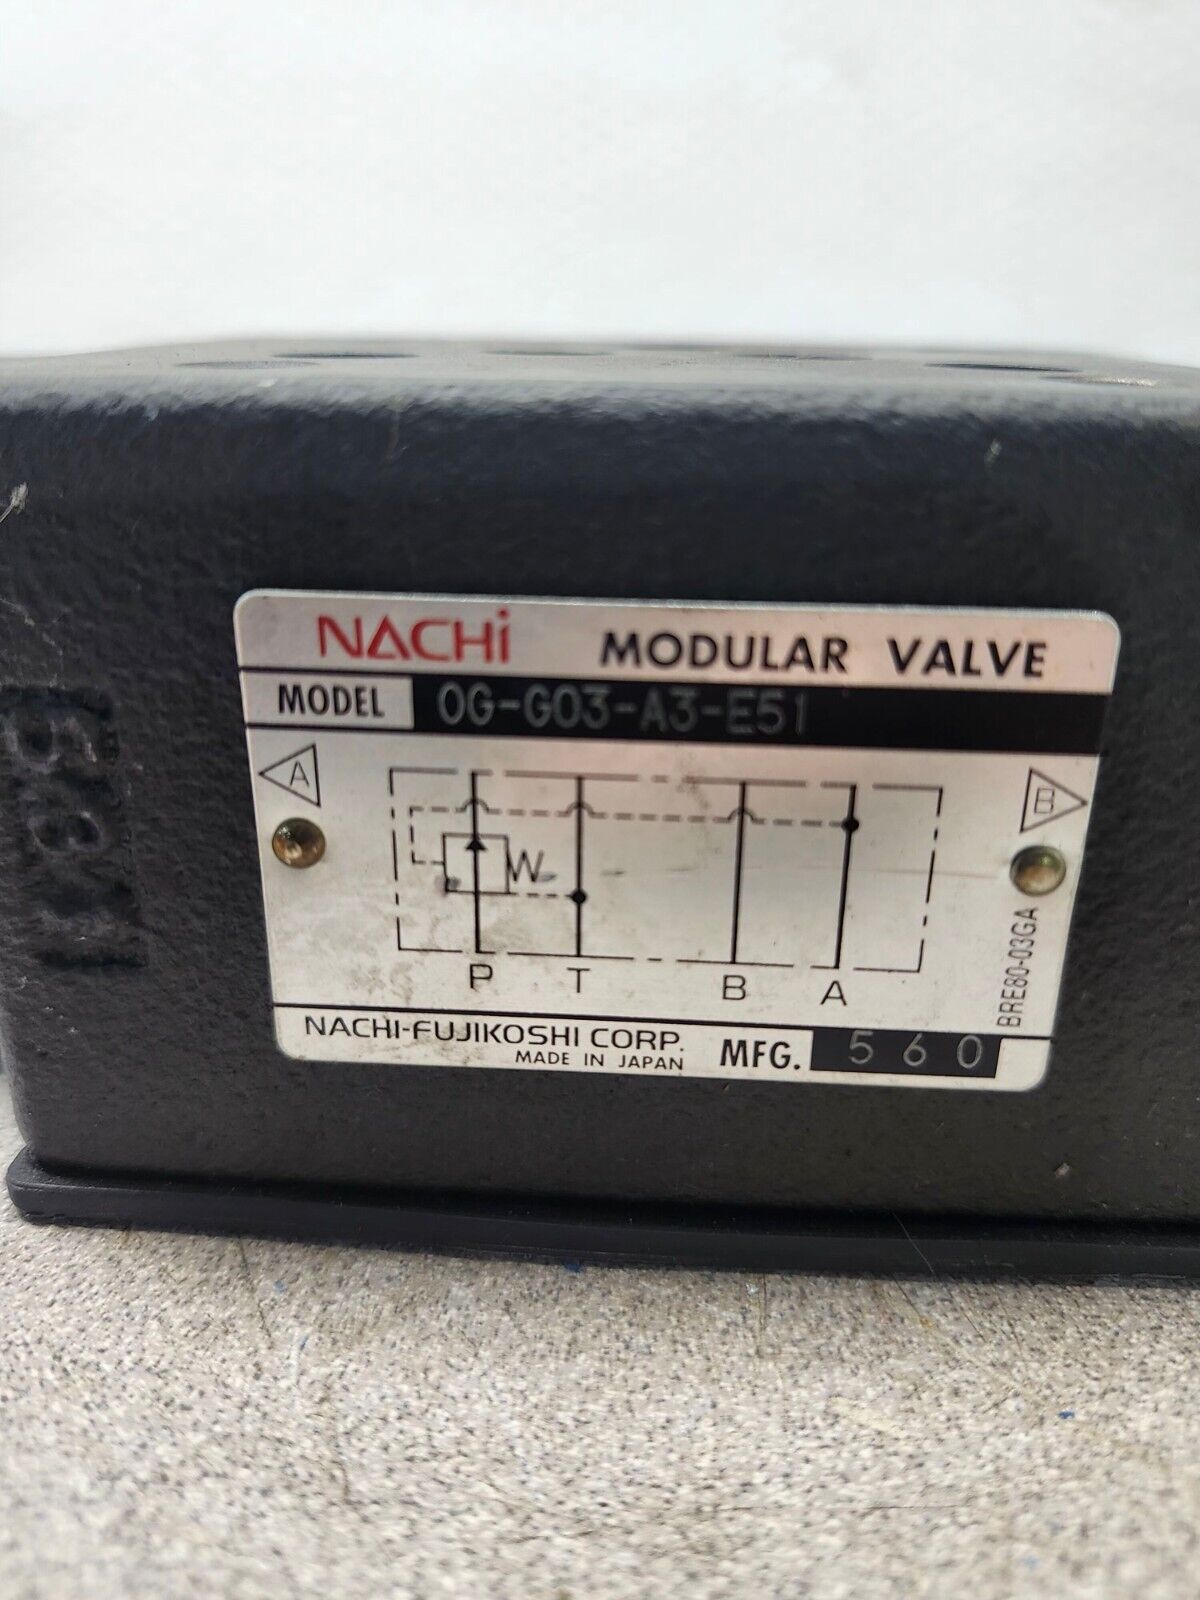 NACHi MODULAR VALVE
MODEL OG-G03-A3-E51
A B
W
P T B A
BRE80-03GA
NACHI-FUJIKOSHI CORP.
MADE IN JAPAN
MFG. 560